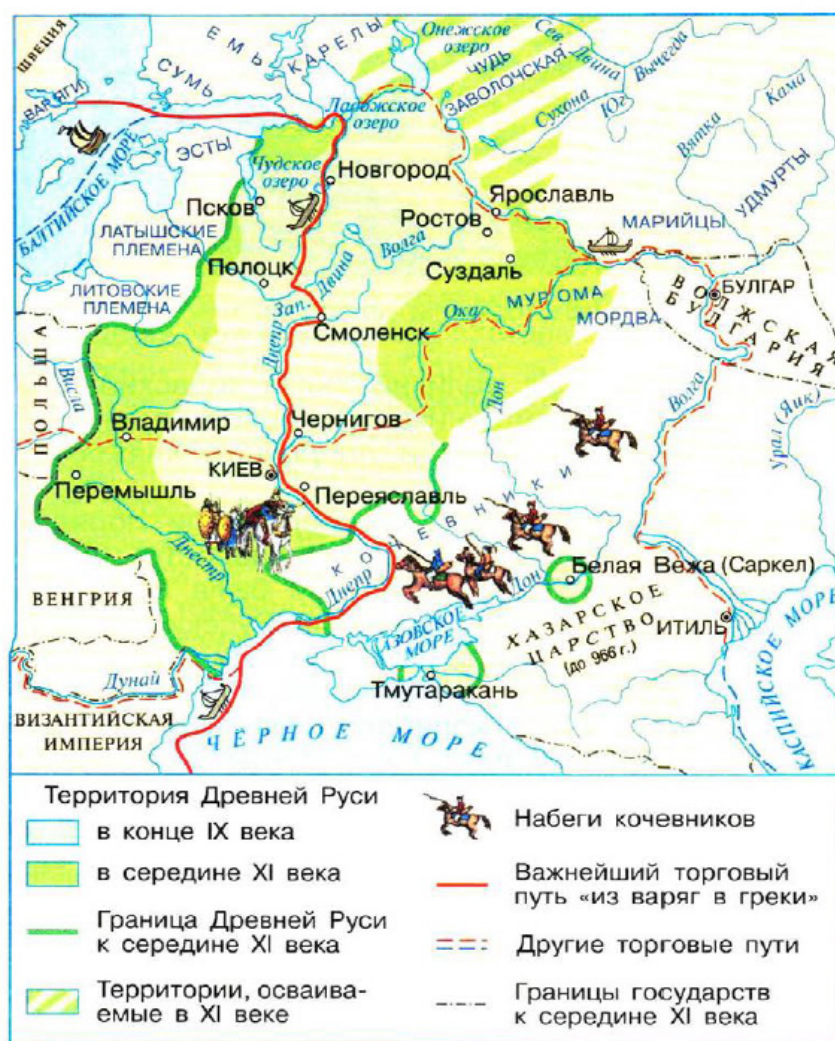 ШВЕЦИЯ
ВАРЯГИ
СУМЬ
ЕМЬ
КАРЕЛЫ
Онежское
озеро
ЧУДЬ
ЗАВОЛОЧСКАЯ
Сев. Двина
Вычегда
Сухона
Юг
Кама
Вятка
УДМУРТЫ
Ладожское
озеро
БАЛТИЙСКОЕ МОРЕ
ЭСТЫ
Чудское
озеро
Новгород
Псков
Ярославль
Ростов
МАРИЙЦЫ
ЛАТЫШСКИЕ
ПЛЕМЕНА
Волга
Суздаль
Полоцк
Зап. Двина
ЛИТОВСКИЕ
ПЛЕМЕНА
БУЛГАР
ВОЛЖСКАЯ
БУЛГАРИЯ
Ока
МУРОМА
МОРДВА
Смоленск
Днепр
ПОЛЬША
Висла
Дон
Волга
Урал (Яик)
Владимир
Чернигов
КИЕВ
Перемышль
Переяславль
КОЧЕВНИКИ
Днестр
Днепр
Дон
Белая Вежа (Саркел)
ВЕНГРИЯ
АЗОВСКОЕ
МОРЕ
ХАЗАРСКОЕ
ЦАРСТВО
(до 966 г.)
ИТИЛЬ
Дунай
Тмутаракань
КАСПИЙСКОЕ МОРЕ
ВИЗАНТИЙСКАЯ
ИМПЕРИЯ
ЧЁРНОЕ МОРЕ
Территория Древней Руси
в конце IX века
в середине XI века
Граница Древней Руси
к середине XI века
Территории, осваива-
емые в XI веке
Набеги кочевников
Важнейший торговый
путь «из варяг в греки»
Другие торговые пути
Границы государств
к середине XI века